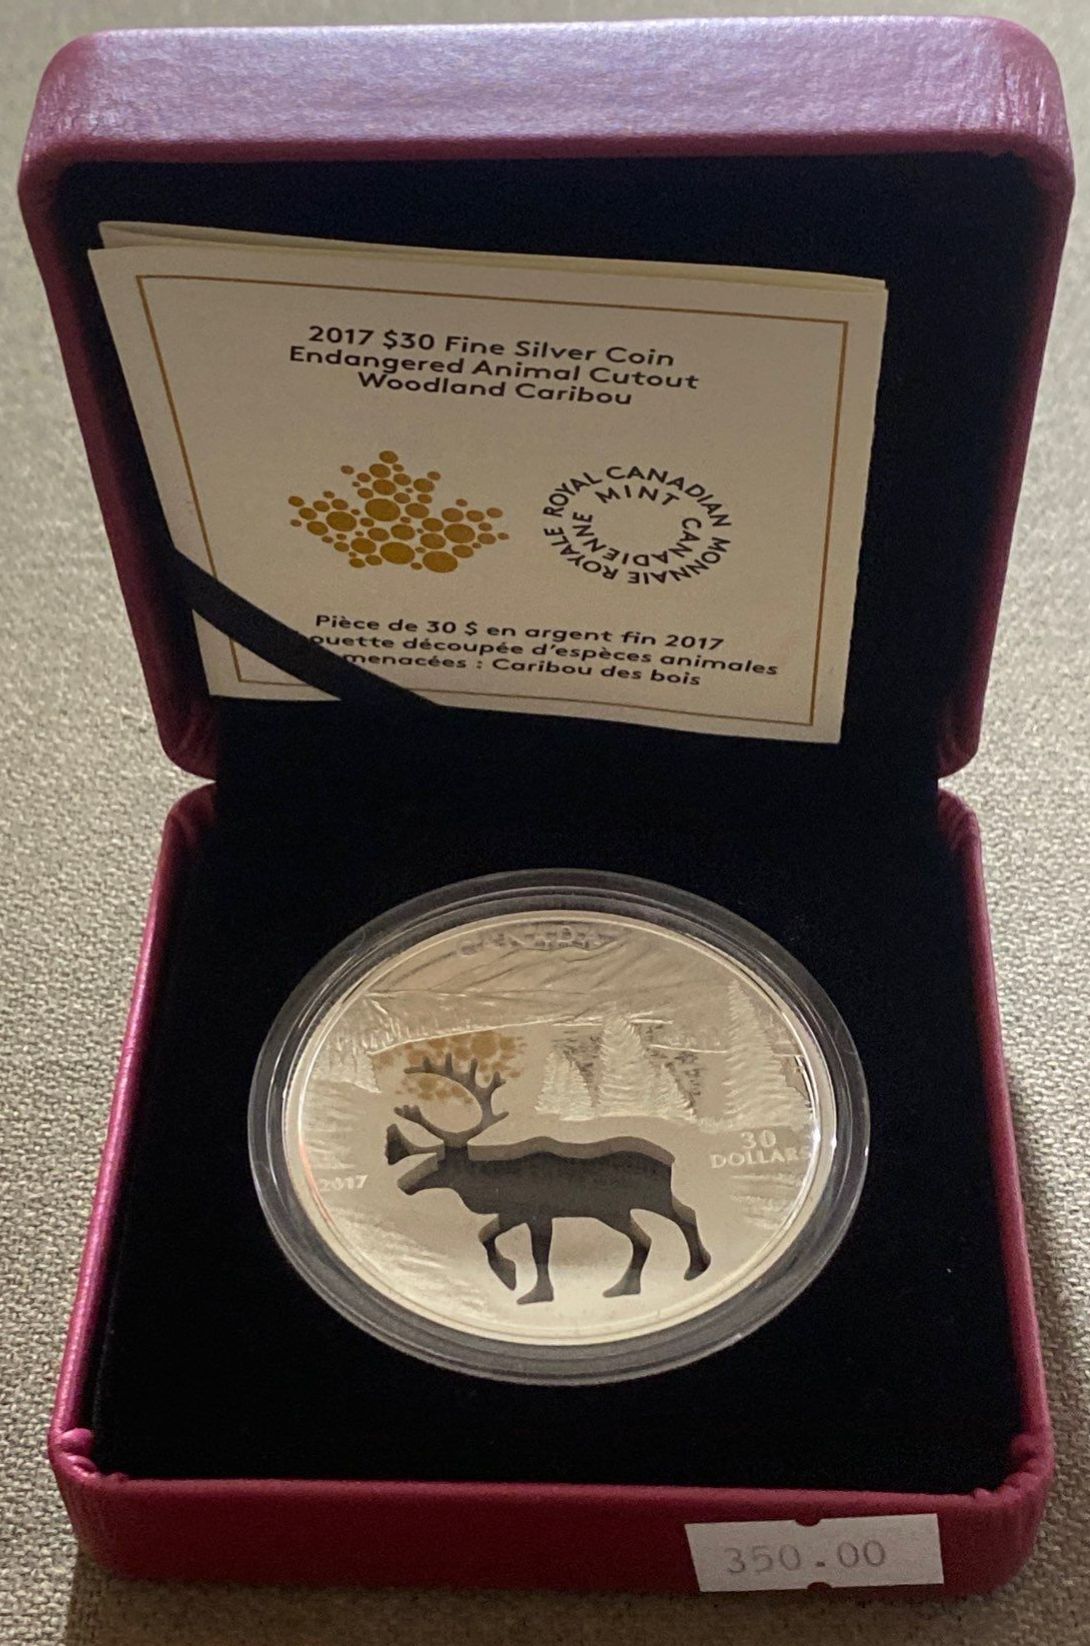 2017 $30 Fine Silver Coin
Endangered Animal Cutout
Woodland Caribou
ROYAL CANADIAN MINT
MONNAIE ROYALE CANADIENNE
Pièce de 30 $ en argent fin 2017
découpée d'espèces animales
menacées : Caribou des bois
2017
30
DOLLARS
350.00